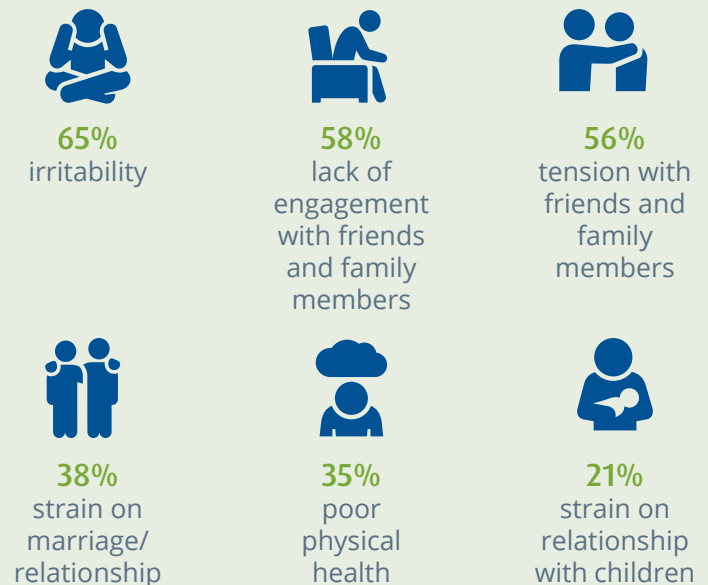 65%
irritability
58%
lack of
engagement
with friends
and family
members
56%
tension with
friends and
family
members
38%
strain on
marriage/
relationship
35%
poor
physical
health
21%
strain on
relationship
with children